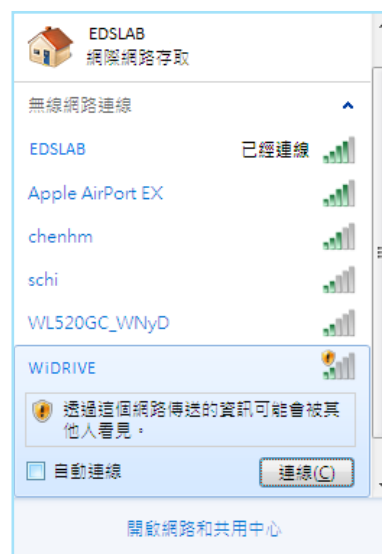 EDSLAB
網際網路存取
無線網路連線
EDSLAB 已經連線
Apple AirPort EX
chenhm
schi
WL520GC_WNyD
WiDRIVE
透過這個網路傳送的資訊可能會被其
他人看見。
自動連線 連線(C)
開啟網路和共用中心